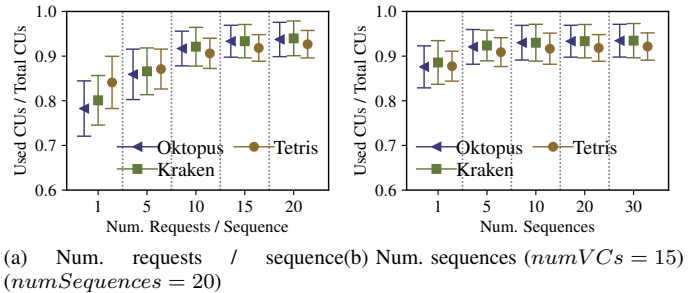 1.0
0.9
0.8
0.7
0.6
Used CUs / Total CUs
Oktopus
Tetris
Kraken
1 5 10 15 20
Num. Requests / Sequence
1.0
0.9
0.8
0.7
0.6
Used CUs / Total CUs
Oktopus
Tetris
Kraken
1 5 10 20 30
Num. Sequences
(a) Num. requests / sequence
(numSequences = 20)
(b) Num. sequences (numVCs = 15)